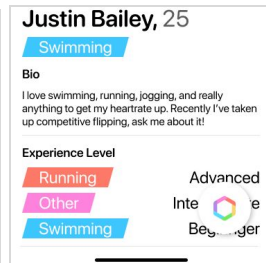 Justin Bailey, 25
Swimming
Bio
I love swimming, running, jogging, and really
anything to get my heartrate up. Recently I've taken
up competitive flipping, ask me about it!
Experience Level
Running Advanced
Other
Swimming